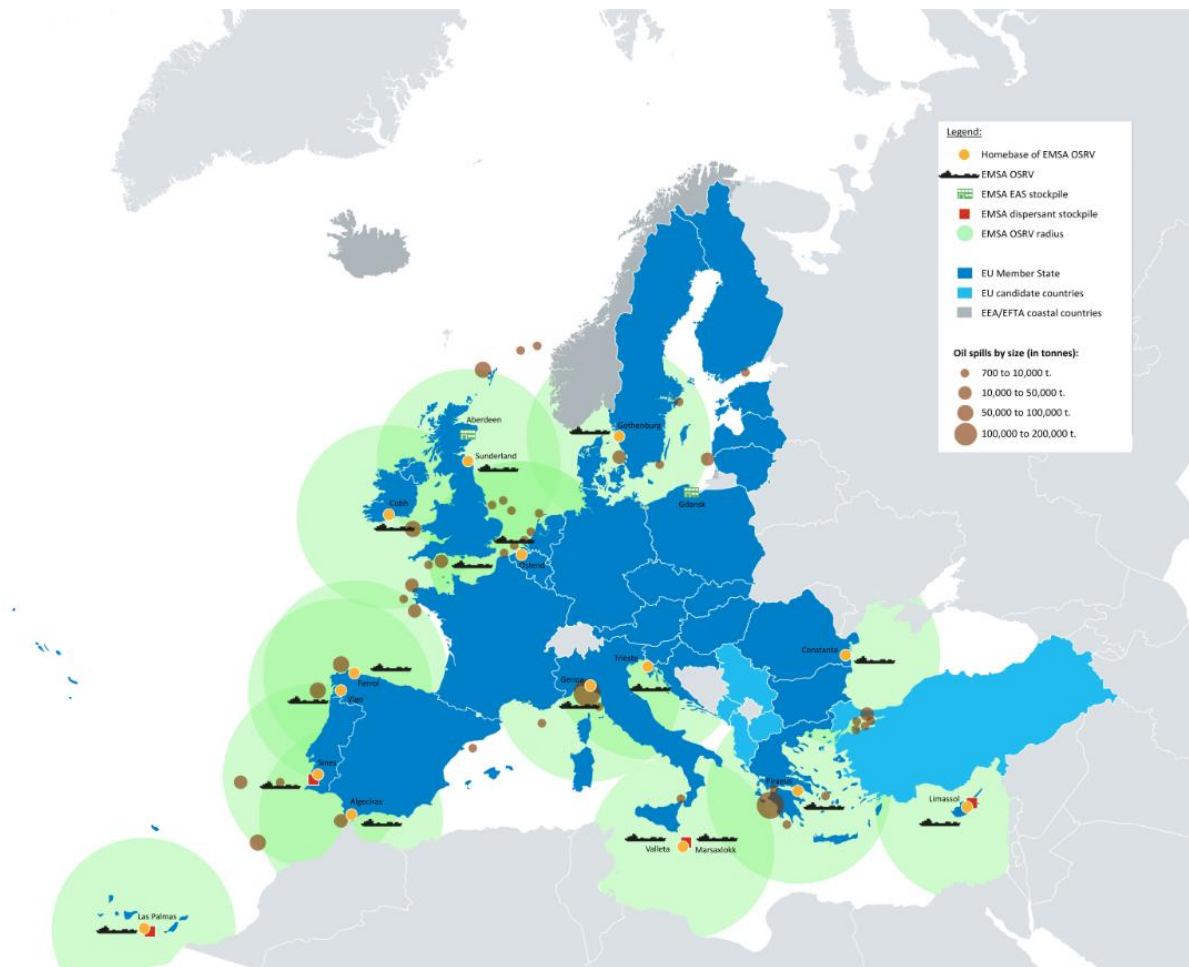 Legend:
Homebase of EMSA OSRV
EMSA OSRV
EMSA EAS stockpile
EMSA dispersant stockpile
EMSA OSRV radius
EU Member State
EU candidate countries
EEA/EFTA coastal countries
Oil spills by size (in tonnes):
700 to 10,000 t.
10,000 to 50,000 t.
50,000 to 100,000 t.
100,000 to 200,000 t.
Aberdeen
Gothenburg
Sunderland
Gdansk
Cobh
Ostend
Trieste
Constanta
Genoa
Ferrol
Vigo
Sines
Piraeus
Algeciras
Limassol
Valleta
Marsaxlokk
Las Palmas